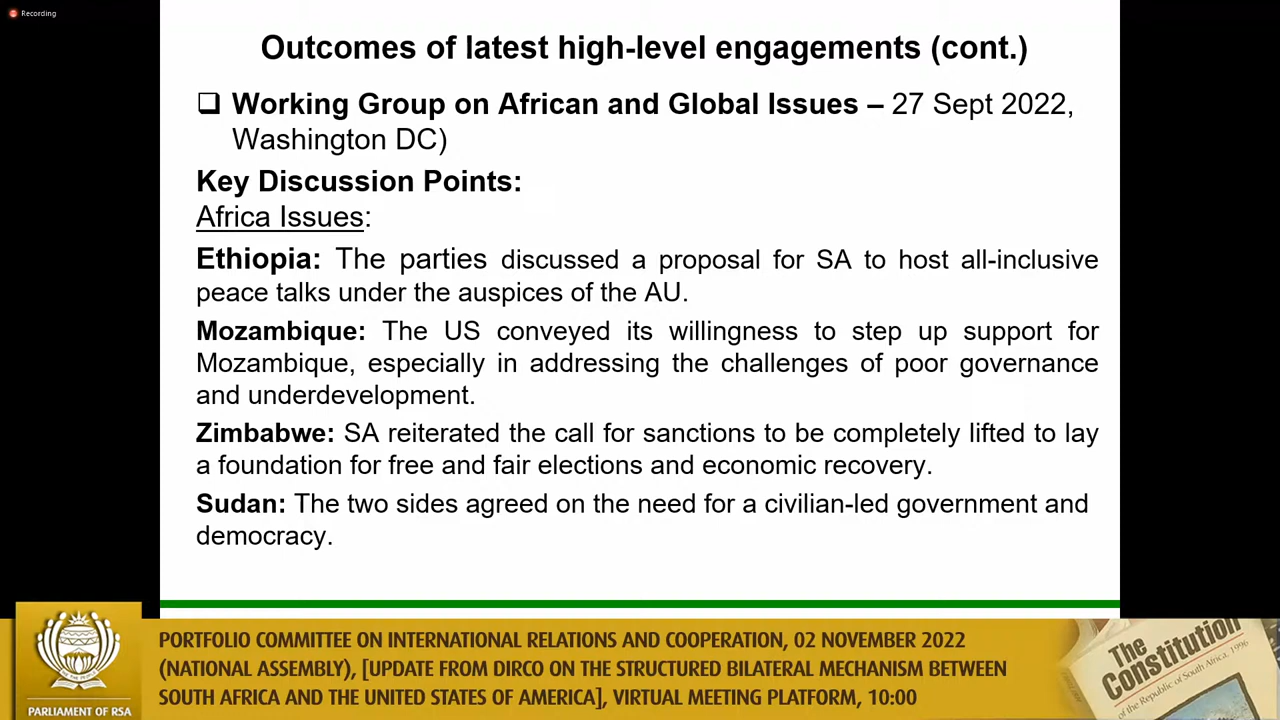 Recording
Outcomes of latest high-level engagements (cont.)
❑ Working Group on African and Global Issues – 27 Sept 2022,
Washington DC)
Key Discussion Points:
Africa Issues:
Ethiopia: The parties discussed a proposal for SA to host all-inclusive
peace talks under the auspices of the AU.
Mozambique: The US conveyed its willingness to step up support for
Mozambique, especially in addressing the challenges of poor governance
and underdevelopment.
Zimbabwe: SA reiterated the call for sanctions to be completely lifted to lay
a foundation for free and fair elections and economic recovery.
Sudan: The two sides agreed on the need for a civilian-led government and
democracy.
PORTFOLIO COMMITTEE ON INTERNATIONAL RELATIONS AND COOPERATION, 02 NOVEMBER 2022
(NATIONAL ASSEMBLY), [UPDATE FROM DIRCO ON THE STRUCTURED BILATERAL MECHANISM BETWEEN
SOUTH AFRICA AND THE UNITED STATES OF AMERICA], VIRTUAL MEETING PLATFORM, 10:00
PARLIAMENT OF RSA
The
Constitution
of the Republic of South Africa, 1996